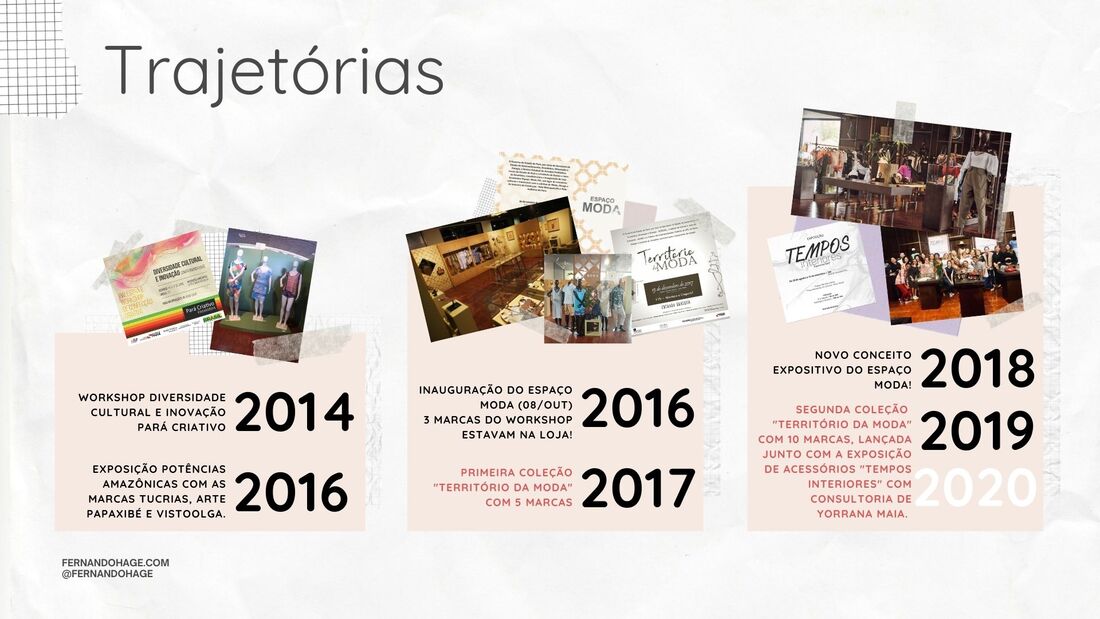 Trajetórias
DIVERSIDADE CULTURAL
E INOVAÇÃO
Pará Criativo
BRASIL
WORKSHOP DIVERSIDADE
CULTURAL E INOVAÇÃO
PARÁ CRIATIVO
2014
EXPOSIÇÃO POTÊNCIAS
AMAZÔNICAS COM AS
MARCAS TUCRIAS, ARTE
PAPAXIBÉ E VISTOOLGA.
2016
ESPAÇO
MODA
Território
da MODA
INAUGURAÇÃO DO ESPAÇO
MODA (08/OUT)
3 MARCAS DO WORKSHOP
ESTAVAM NA LOJA!
2016
PRIMEIRA COLEÇÃO
"TERRITÓRIO DA MODA"
COM 5 MARCAS
2017
EXPOSIÇÃO
TEMPOS
interiores
NOVO CONCEITO
EXPOSITIVO DO ESPAÇO
MODA!
2018
SEGUNDA COLEÇÃO
"TERRITÓRIO DA MODA"
COM 10 MARCAS, LANÇADA
JUNTO COM A EXPOSIÇÃO
DE ACESSÓRIOS "TEMPOS
INTERIORES" COM
CONSULTORIA DE
YORRANA MAIA.
2019
2020
FERNANDOHAGE.COM
@FERNANDOHAGE